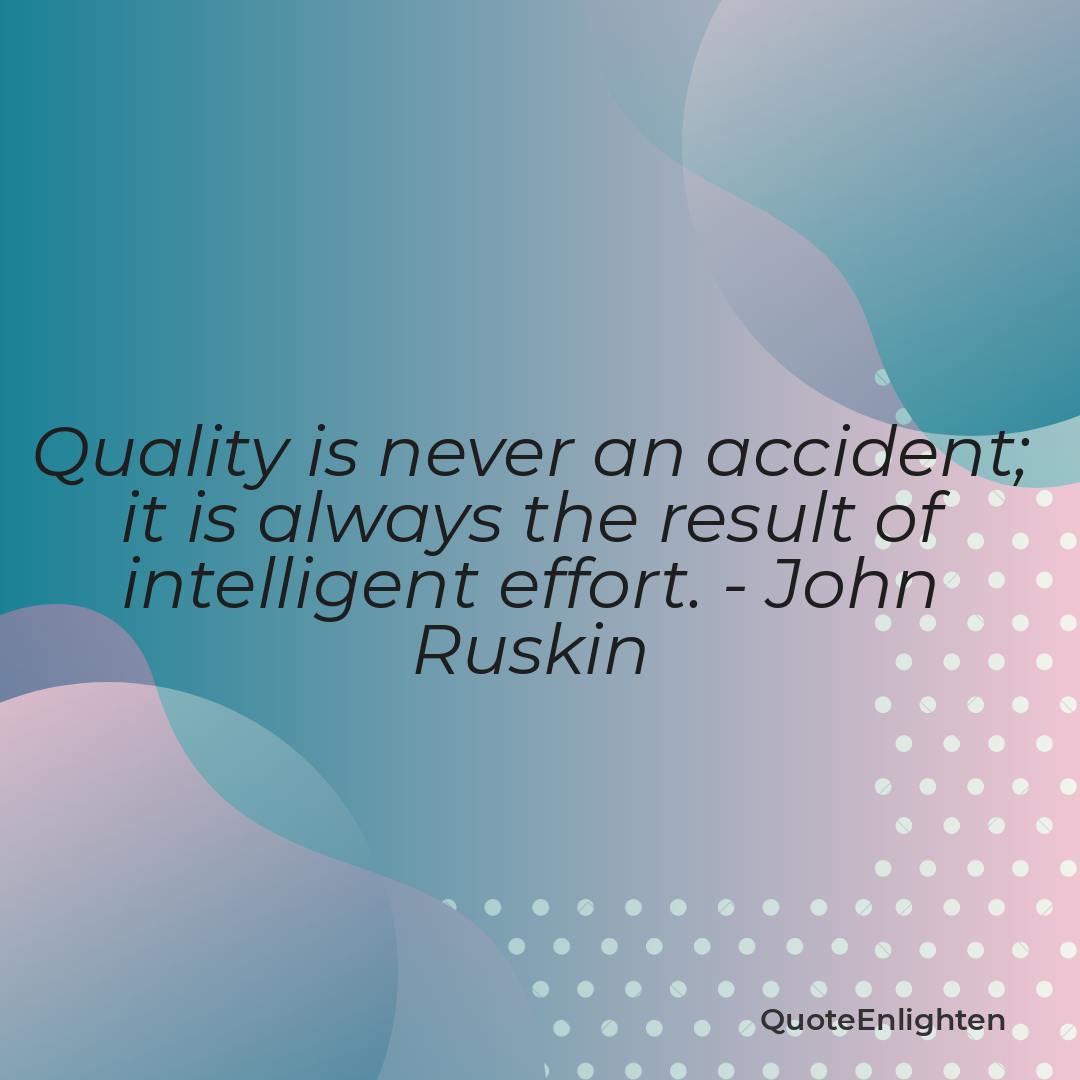 Quality is never an accident;
it is always the result of
intelligent effort. - John
Ruskin
QuoteEnlighten